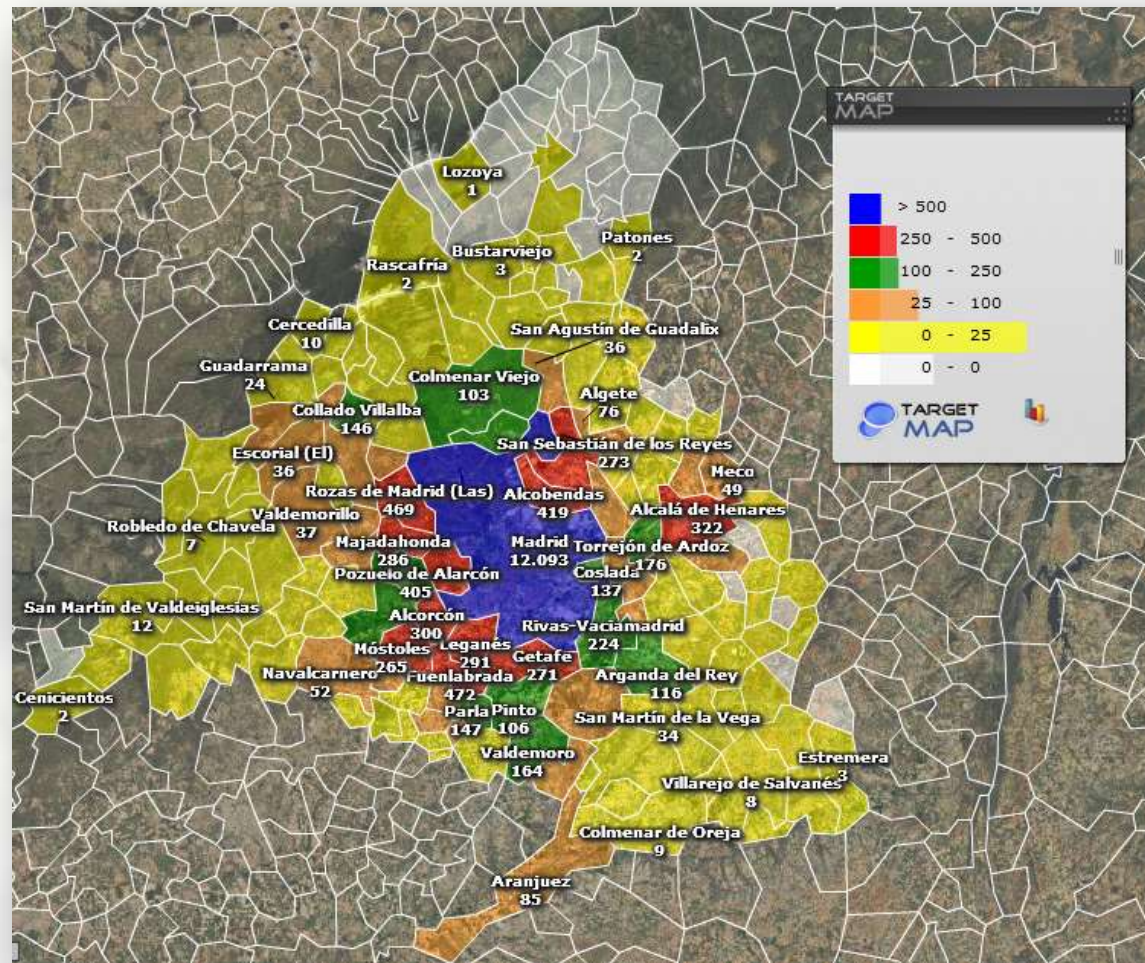 TARGET
MAP
> 500
250 - 500
100 - 250
25 - 100
0 - 25
0 - 0
TARGET
MAP
Lozoya
1
Bustarviejo
3
Patones
2
Rascafría
2
Cercedilla
10
San Agustín de Guadalix
36
Guadarrama
24
Colmenar Viejo
103
Algete
76
Collado Villalba
146
San Sebastián de los Reyes
273
Escorial (El)
36
Meco
49
Rozas de Madrid (Las)
469
Alcobendas
419
Alcalá de Henares
322
Valdemorillo
37
Robledo de Chavela
7
Majadahonda
286
Madrid
12.093
Torrejón de Ardoz
176
Pozuelo de Alarcón
405
Coslada
137
San Martín de Valdeiglesias
12
Alcorcón
300
Rivas-Vaciamadrid
224
Móstoles
265
Leganés
291
Getafe
271
Navalcarnero
52
Fuenlabrada
472
Arganda del Rey
116
Cenicientos
2
Parla
147
Pinto
106
San Martín de la Vega
34
Valdemoro
164
Estremera
3
Villarejo de Salvanés
8
Colmenar de Oreja
9
Aranjuez
85